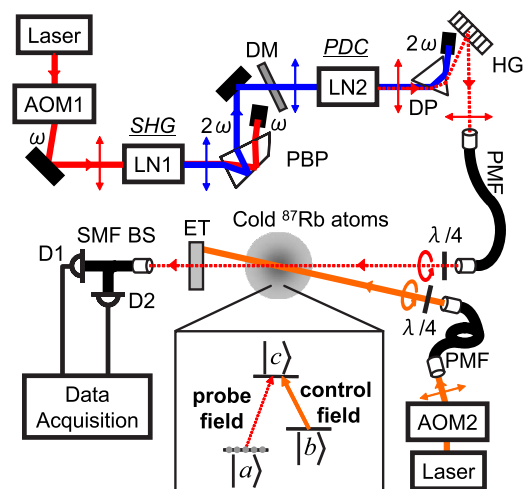 Laser
AOM1
ω
SHG
LN1
2ω
DM
ω
PBP
PDC
LN2
2ω
DP
HG
PMF
Cold ⁸⁷Rb atoms
ET
SMF BS
D1
D2
λ/4
λ/4
PMF
Data
Acquisition
|c⟩
probe
field
control
field
|b⟩
|a⟩
AOM2
Laser